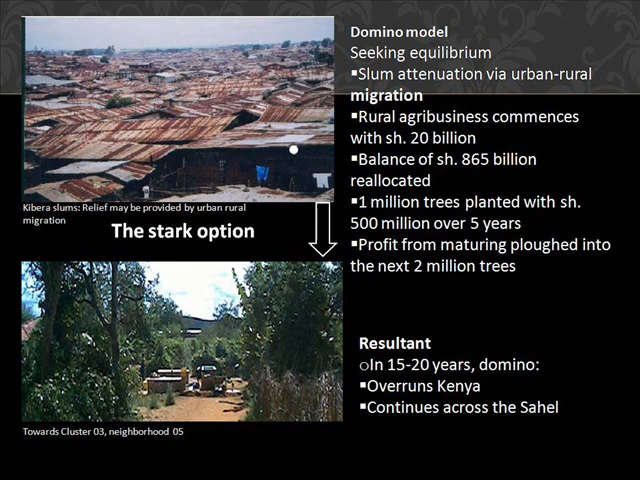 Domino model
Seeking equilibrium
▪Slum attenuation via urban-rural
migration
▪Rural agribusiness commences
with sh. 20 billion
▪Balance of sh. 865 billion
reallocated
▪1 million trees planted with sh.
500 million over 5 years
▪Profit from maturing ploughed into
the next 2 million trees
Kibera slums: Relief may be provided by urban rural
migration
The stark option
Resultant
oIn 15-20 years, domino:
▪Overruns Kenya
▪Continues across the Sahel
Towards Cluster 03, neighborhood 05